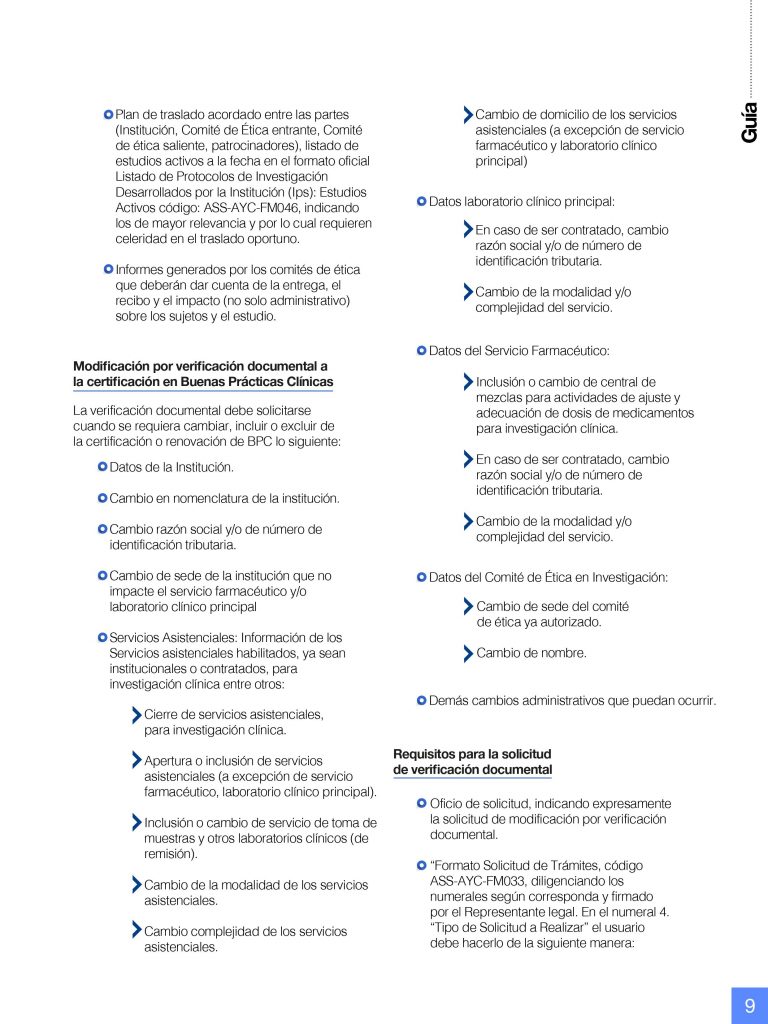 Guía
Plan de traslado acordado entre las partes
(Institución, Comité de Ética entrante, Comité
de ética saliente, patrocinadores), listado de
estudios activos a la fecha en el formato oficial
Listado de Protocolos de Investigación
Desarrollados por la Institución (Ips): Estudios
Activos código: ASS-AYC-FM046, indicando
los de mayor relevancia y por lo cual requieren
celeridad en el traslado oportuno.
Informes generados por los comités de ética
que deberán dar cuenta de la entrega, el
recibo y el impacto (no solo administrativo)
sobre los sujetos y el estudio.
Modificación por verificación documental a
la certificación en Buenas Prácticas Clínicas
La verificación documental debe solicitarse
cuando se requiera cambiar, incluir o excluir de
la certificación o renovación de BPC lo siguiente:
Datos de la Institución.
Cambio en nomenclatura de la institución.
Cambio razón social y/o de número de
identificación tributaria.
Cambio de sede de la institución que no
impacte el servicio farmacéutico y/o
laboratorio clínico principal
Servicios Asistenciales: Información de los
Servicios asistenciales habilitados, ya sean
institucionales o contratados, para
investigación clínica entre otros:
Cierre de servicios asistenciales,
para investigación clínica.
Apertura o inclusión de servicios
asistenciales (a excepción de servicio
farmacéutico, laboratorio clínico principal).
Inclusión o cambio de servicio de toma de
muestras y otros laboratorios clínicos (de
remisión).
Cambio de la modalidad de los servicios
asistenciales.
Cambio complejidad de los servicios
asistenciales.
Cambio de domicilio de los servicios
asistenciales (a excepción de servicio
farmacéutico y laboratorio clínico
principal)
Datos laboratorio clínico principal:
En caso de ser contratado, cambio
razón social y/o de número de
identificación tributaria.
Cambio de la modalidad y/o
complejidad del servicio.
Datos del Servicio Farmacéutico:
Inclusión o cambio de central de
mezclas para actividades de ajuste y
adecuación de dosis de medicamentos
para investigación clínica.
En caso de ser contratado, cambio
razón social y/o de número de
identificación tributaria.
Cambio de la modalidad y/o
complejidad del servicio.
Datos del Comité de Ética en Investigación:
Cambio de sede del comité
de ética ya autorizado.
Cambio de nombre.
Demás cambios administrativos que puedan ocurrir.
Requisitos para la solicitud
de verificación documental
Oficio de solicitud, indicando expresamente
la solicitud de modificación por verificación
documental.
“Formato Solicitud de Trámites, código
ASS-AYC-FM033, diligenciando los
numerales según corresponda y firmado
por el Representante legal. En el numeral 4.
“Tipo de Solicitud a Realizar” el usuario
debe hacerlo de la siguiente manera:
9